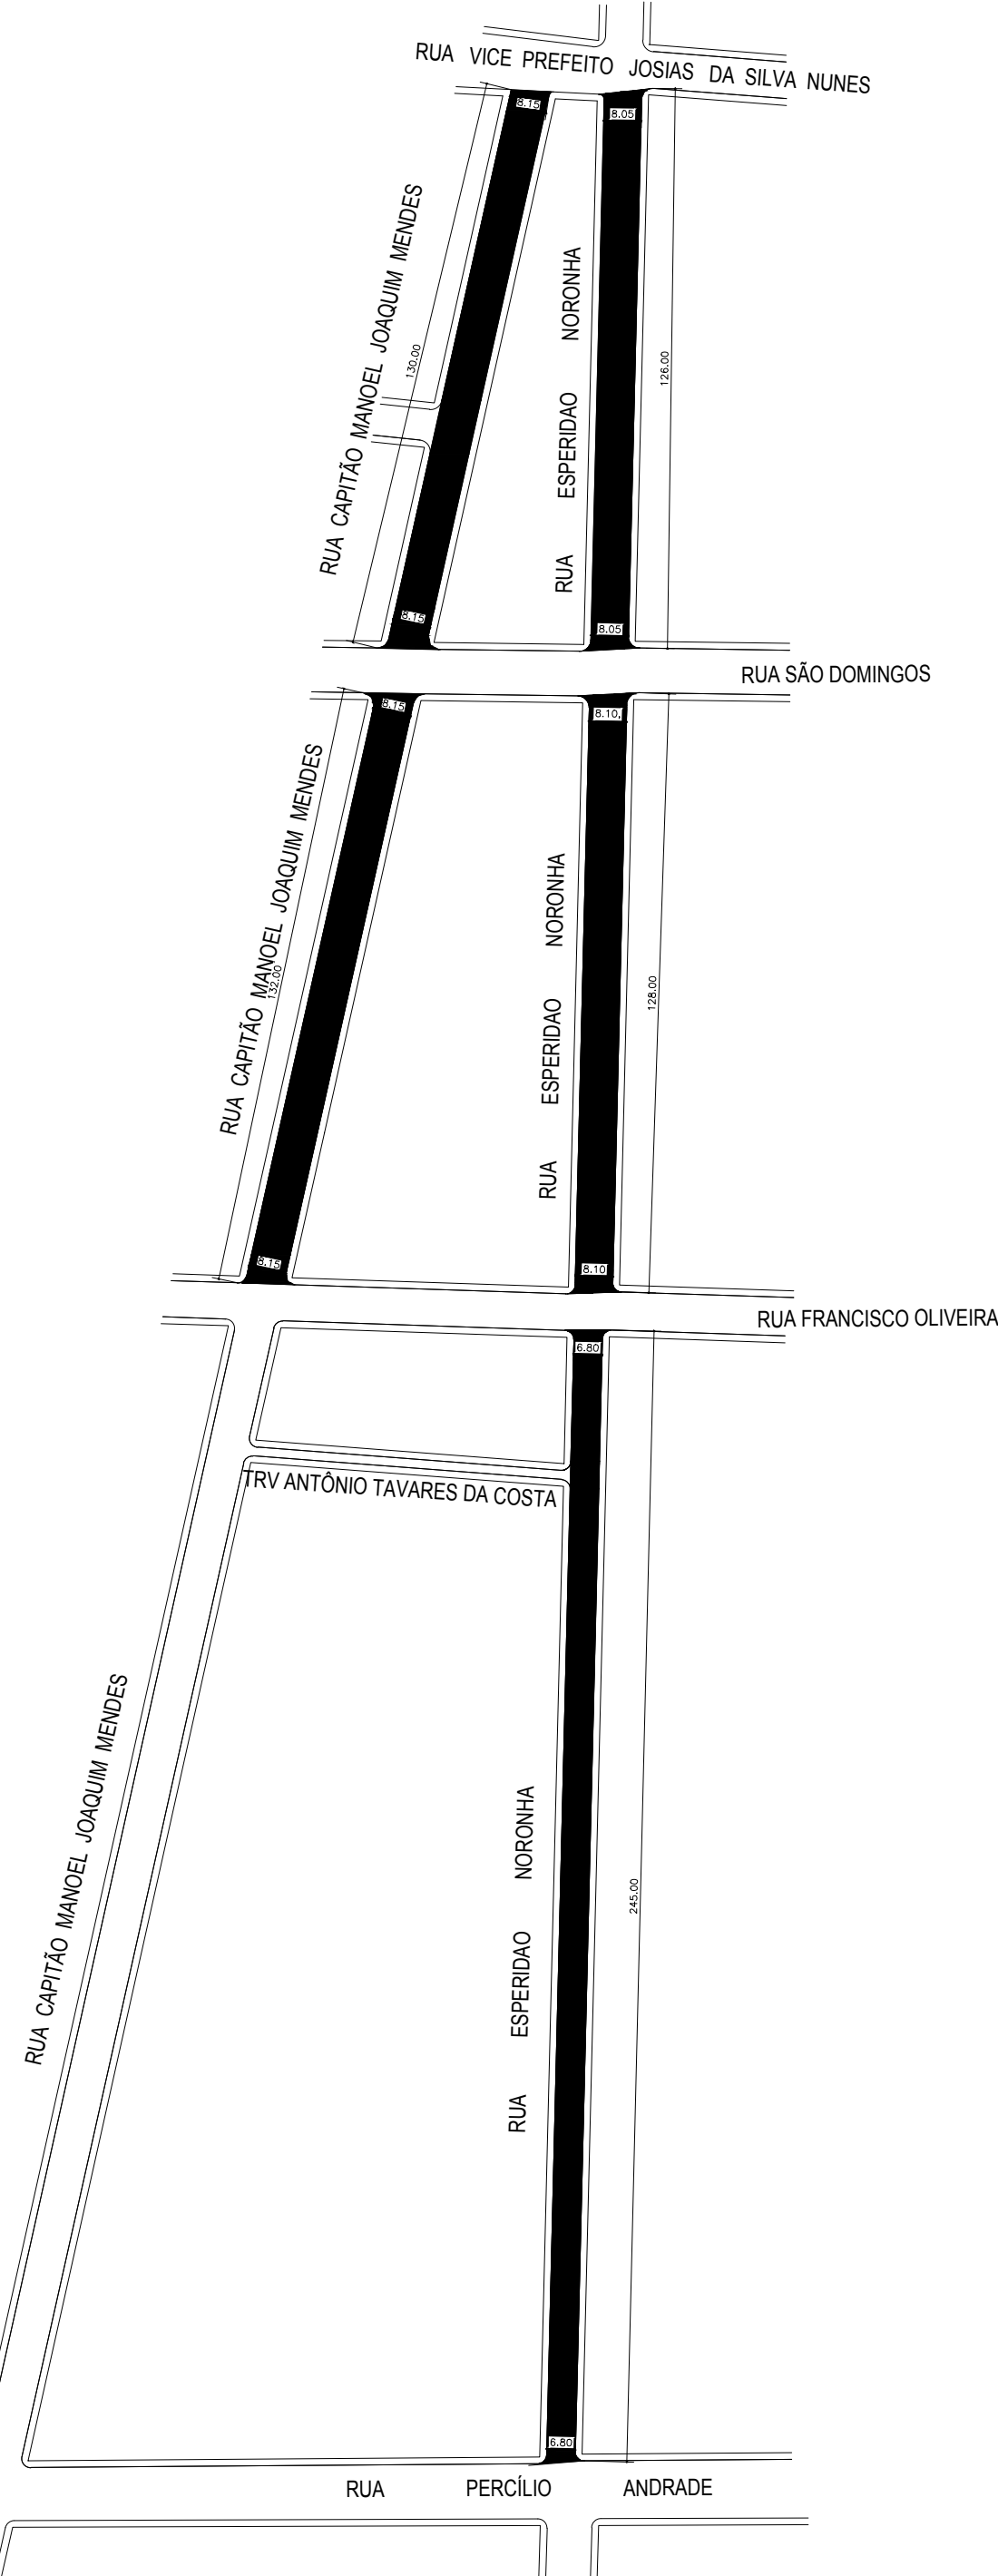 RUA VICE PREFEITO JOSIAS DA SILVA NUNES
8.15
8.05
RUA CAPITÃO MANOEL JOAQUIM MENDES
130.00
RUA ESPERIDAO NORONHA
126.00
8.15
8.05
RUA SÃO DOMINGOS
8.15
8.10
RUA CAPITÃO MANOEL JOAQUIM MENDES
132.00
RUA ESPERIDAO NORONHA
128.00
8.15
8.10
RUA FRANCISCO OLIVEIRA
6.80
TRV ANTÔNIO TAVARES DA COSTA
RUA CAPITÃO MANOEL JOAQUIM MENDES
RUA ESPERIDAO NORONHA
245.00
6.80
RUA PERCÍLIO ANDRADE